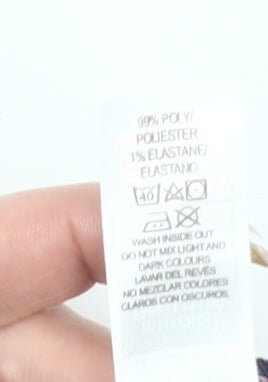 99% POLY/
POLIESTER
1% ELASTANE/
ELASTANO
40
WASH INSIDE OUT
DO NOT MIX LIGHT AND
DARK COLOURS
LAVAR DEL REVÉS
NO MEZCLAR COLORES
CLAROS CON OSCUROS.